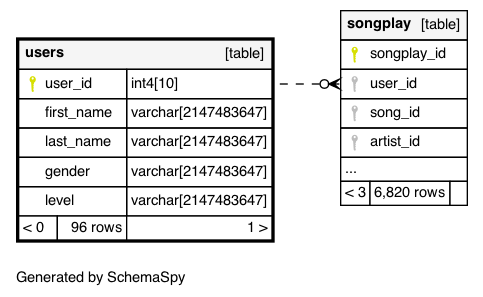 users [table]
user_id int4[10]
first_name varchar[2147483647]
last_name varchar[2147483647]
gender varchar[2147483647]
level varchar[2147483647]
< 0 96 rows 1 >
songplay [table]
songplay_id
user_id
song_id
artist_id
...
< 3 6,820 rows
Generated by SchemaSpy